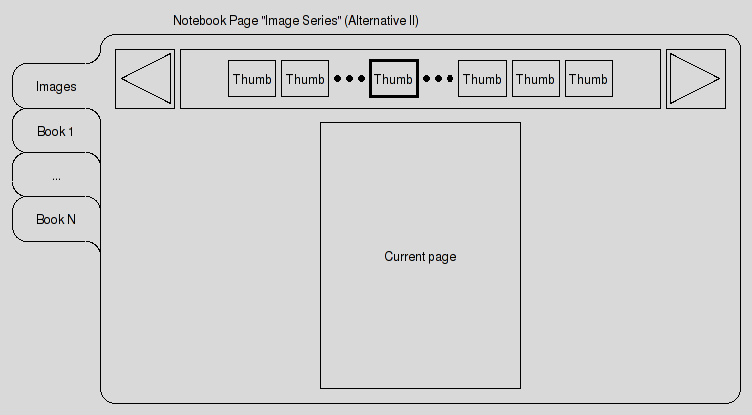 Notebook Page "Image Series" (Alternative II)
Thumb Thumb Thumb Thumb Thumb Thumb
Images
Book 1
...
Book N
Current page